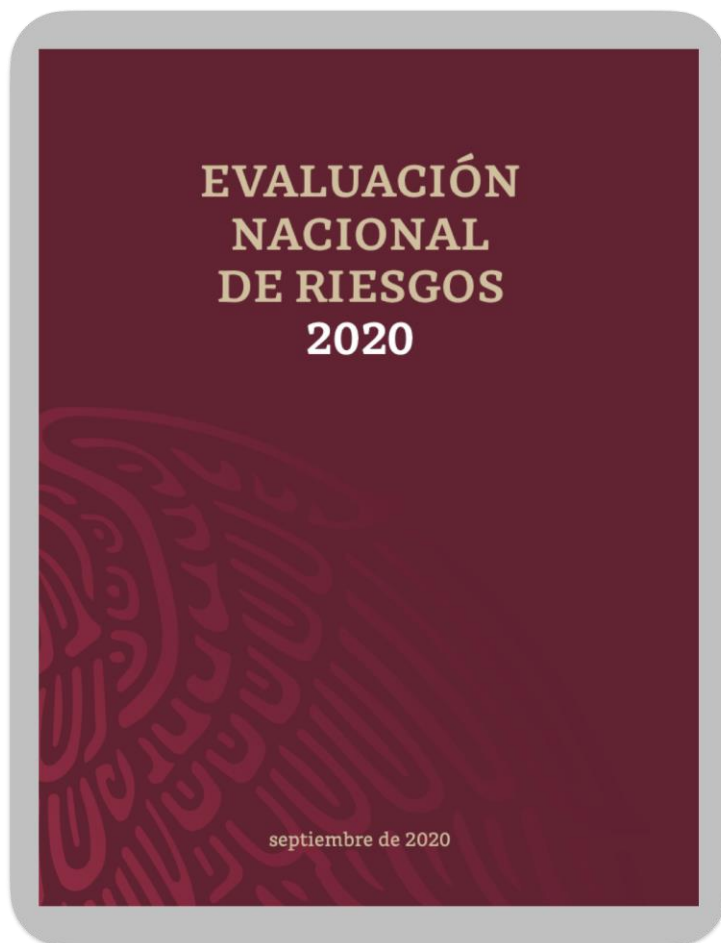 EVALUACIÓN
NACIONAL
DE RIESGOS
2020
septiembre de 2020